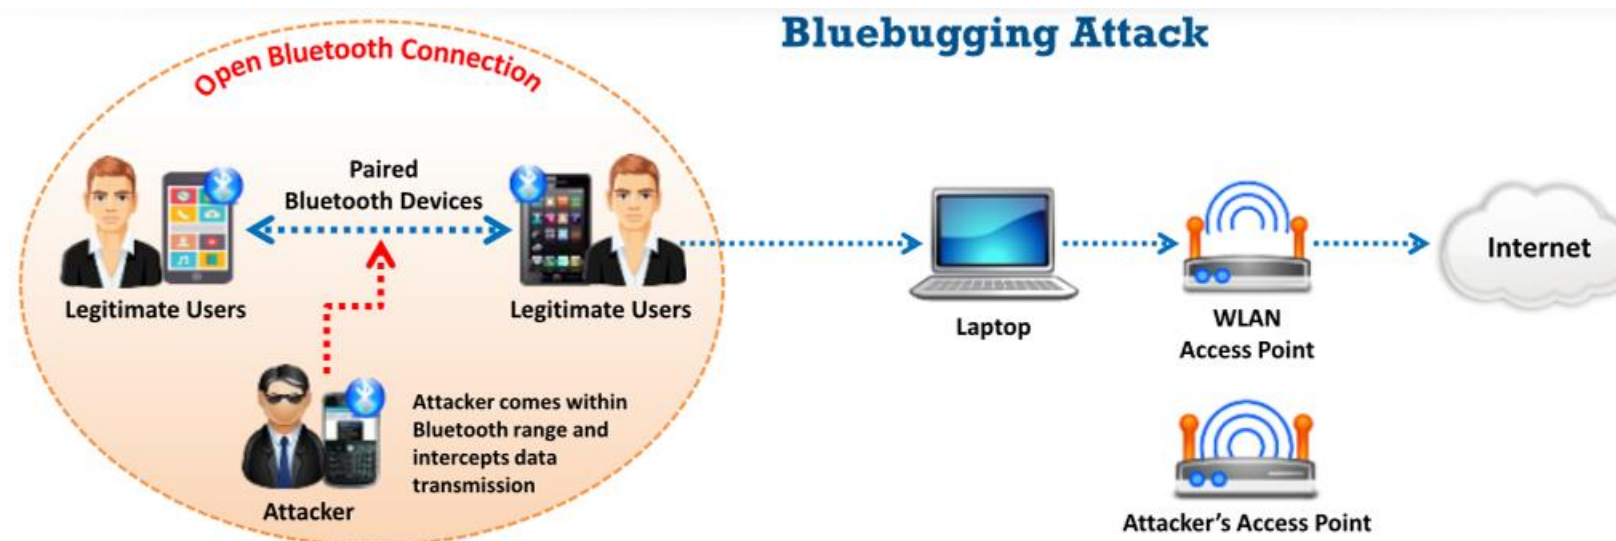 Bluebugging Attack
Open Bluetooth Connection
Paired
Bluetooth Devices
Legitimate Users
Legitimate Users
Attacker comes within
Bluetooth range and
intercepts data
transmission
Attacker
Laptop
WLAN
Access Point
Internet
Attacker’s Access Point